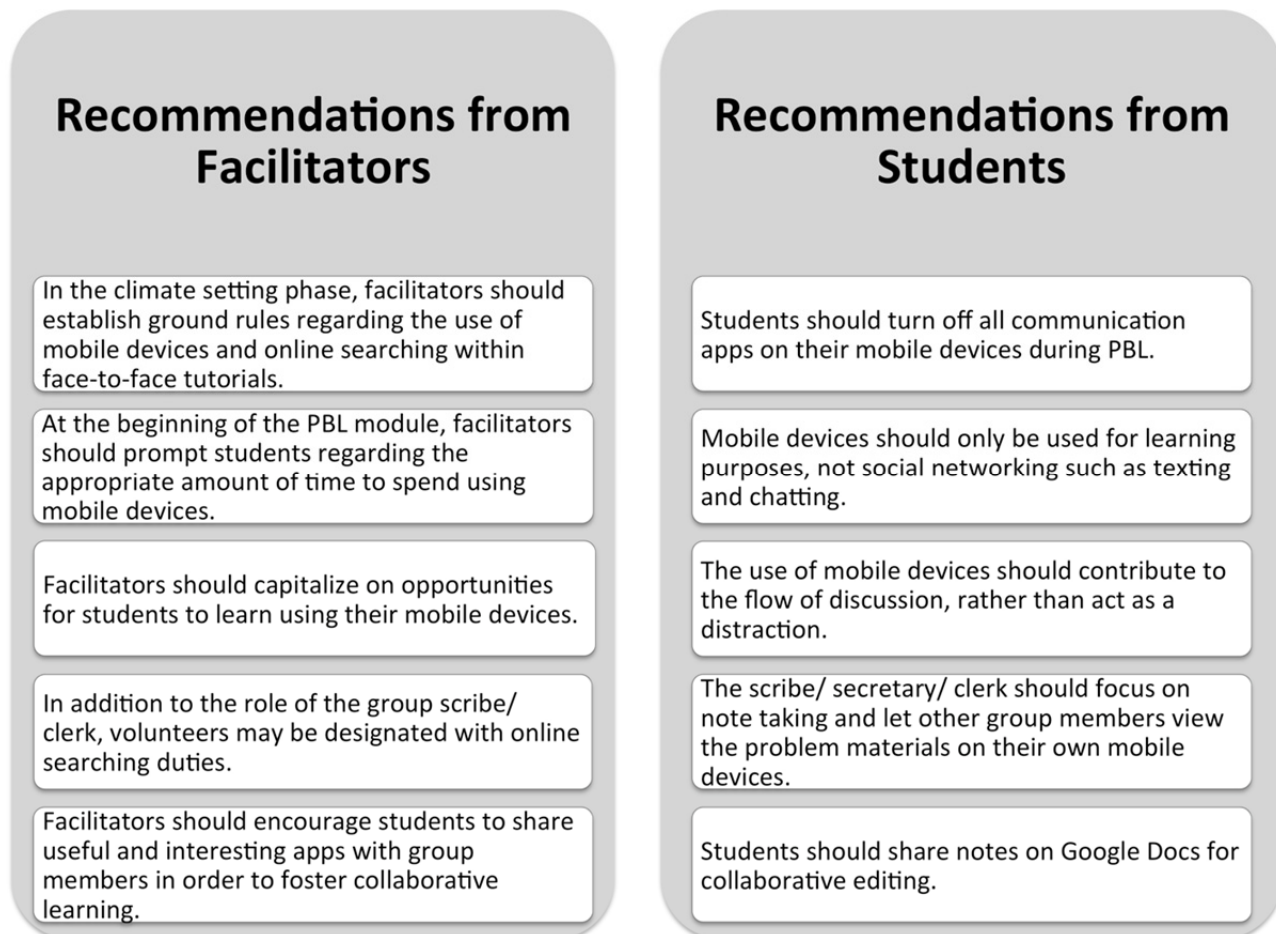 Recommendations from
Facilitators
In the climate setting phase, facilitators should
establish ground rules regarding the use of
mobile devices and online searching within
face-to-face tutorials.
At the beginning of the PBL module, facilitators
should prompt students regarding the
appropriate amount of time to spend using
mobile devices.
Facilitators should capitalize on opportunities
for students to learn using their mobile devices.
In addition to the role of the group scribe/
clerk, volunteers may be designated with online
searching duties.
Facilitators should encourage students to share
useful and interesting apps with group
members in order to foster collaborative
learning.
Recommendations from
Students
Students should turn off all communication
apps on their mobile devices during PBL.
Mobile devices should only be used for learning
purposes, not social networking such as texting
and chatting.
The use of mobile devices should contribute to
the flow of discussion, rather than act as a
distraction.
The scribe/ secretary/ clerk should focus on
note taking and let other group members view
the problem materials on their own mobile
devices.
Students should share notes on Google Docs for
collaborative editing.